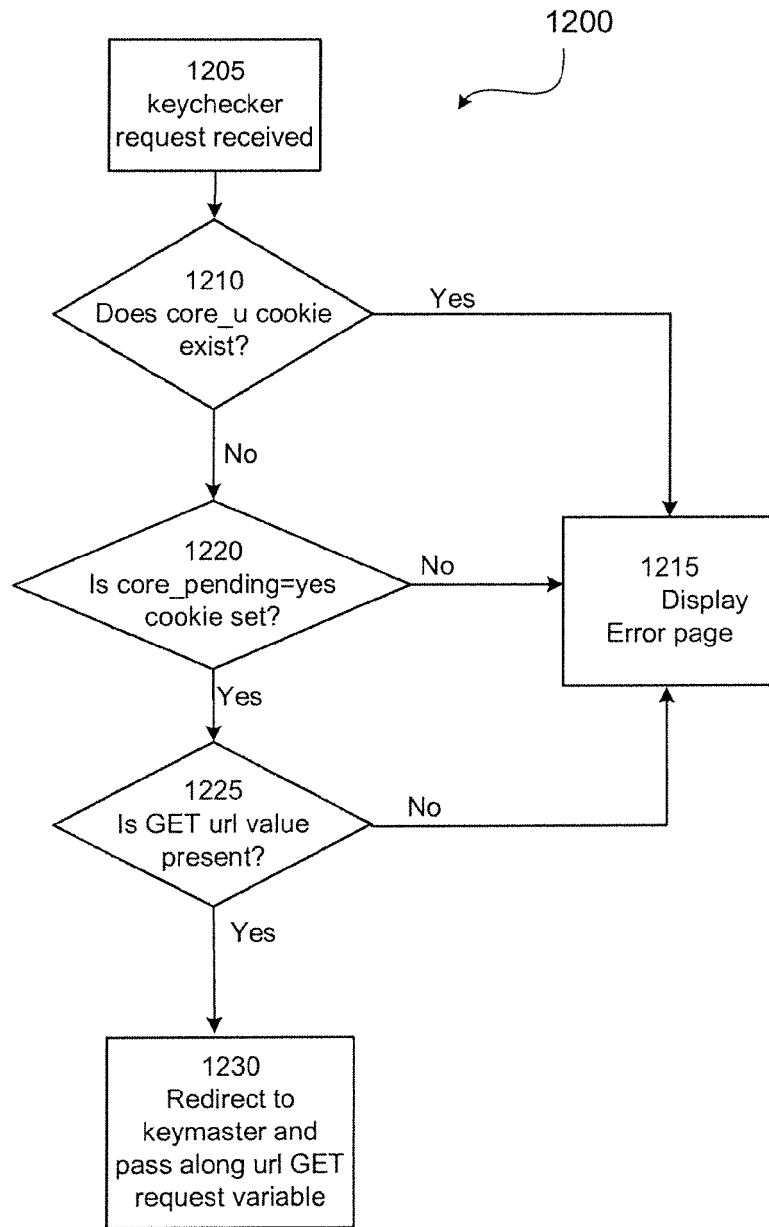 1200
1205
keychecker
request received
1210
Does core_u cookie
exist?
Yes
No
1220
Is core_pending=yes
cookie set?
No
1215
Display
Error page
Yes
1225
Is GET url value
present?
No
Yes
1230
Redirect to
keymaster and
pass along url GET
request variable